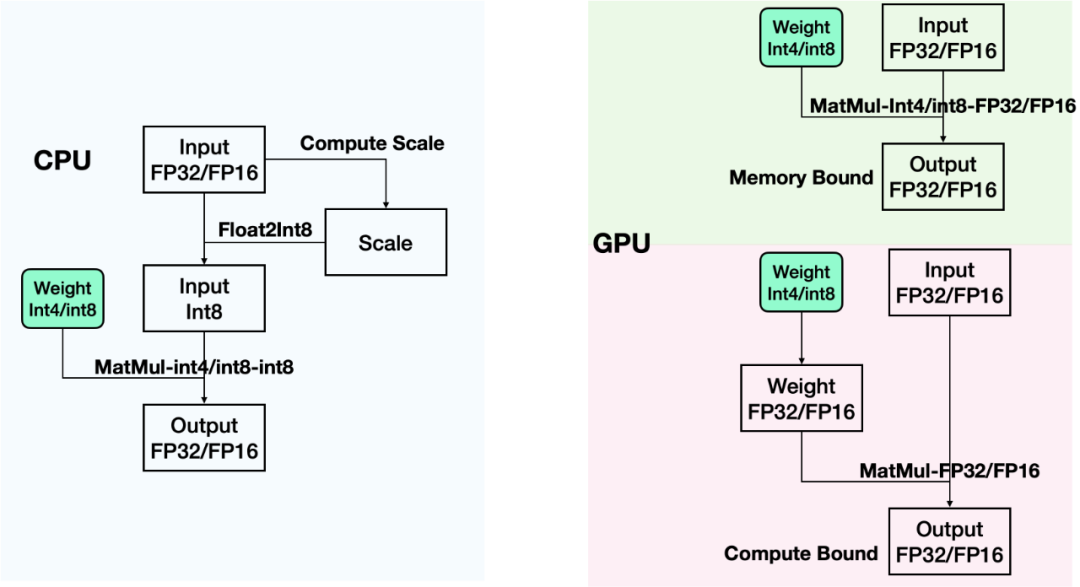 CPU
Input
FP32/FP16
Compute Scale
Float2Int8
Scale
Weight
Int4/int8
Input
Int8
MatMul-int4/int8-int8
Output
FP32/FP16
GPU
Weight
Int4/int8
Input
FP32/FP16
MatMul-Int4/int8-FP32/FP16
Memory Bound
Output
FP32/FP16
Weight
Int4/int8
Input
FP32/FP16
Weight
FP32/FP16
MatMul-FP32/FP16
Compute Bound
Output
FP32/FP16